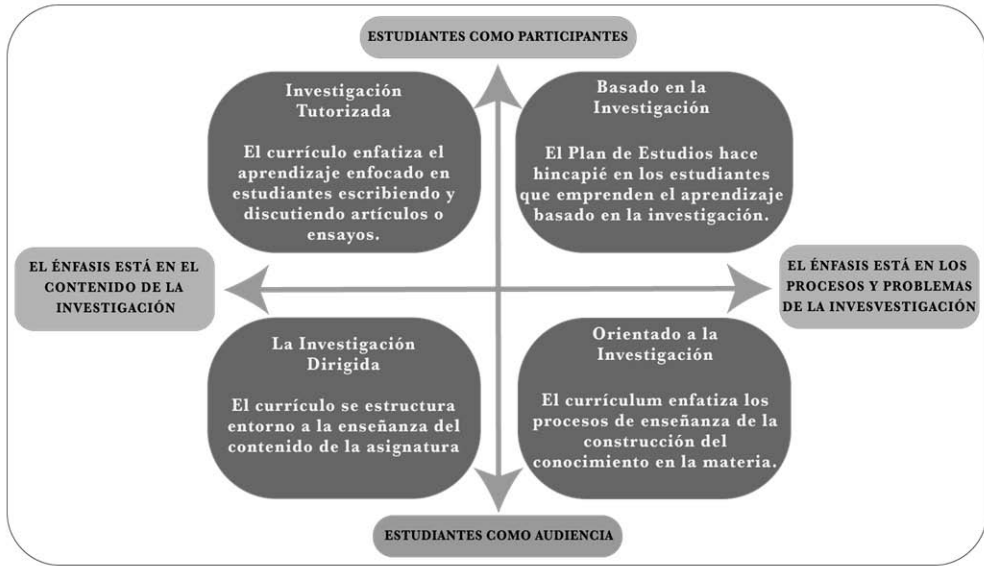 ESTUDIANTES COMO PARTICIPANTES
Investigación
Tutorizada
El currículo enfatiza el
aprendizaje enfocado en
estudiantes escribiendo y
discutiendo artículos o
ensayos.
Basado en la
Investigación
El Plan de Estudios hace
hincapié en los estudiantes
que emprenden el aprendizaje
basado en la investigación.
EL ÉNFASIS ESTÁ EN EL
CONTENIDO DE LA
INVESTIGACIÓN
EL ÉNFASIS ESTÁ EN LOS
PROCESOS Y PROBLEMAS
DE LA INVESVESTIGACIÓN
La Investigación
Dirigida
El currículo se estructura
entorno a la enseñanza del
contenido de la asignatura
Orientado a la
Investigación
El currículum enfatiza los
procesos de enseñanza de la
construcción del
conocimiento en la materia.
ESTUDIANTES COMO AUDIENCIA